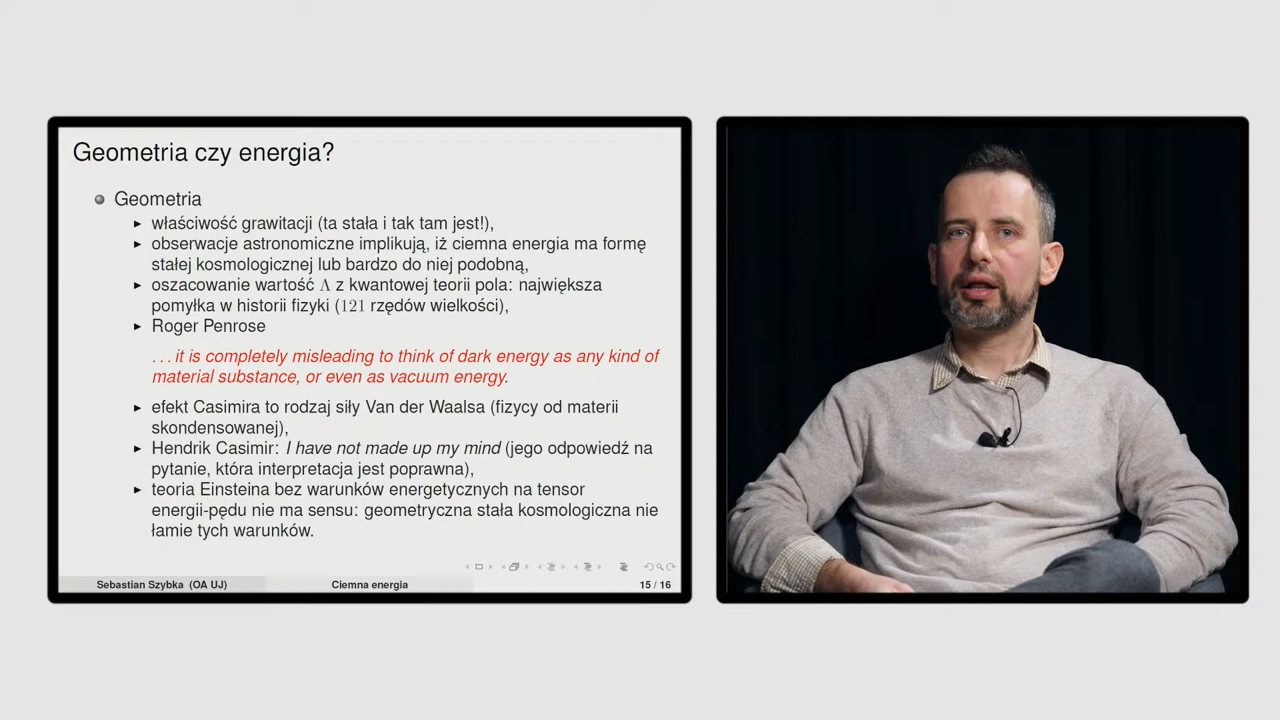 Geometria czy energia?
Geometria
właściwość grawitacji (ta stała i tak tam jest!),
obserwacje astronomiczne implikują, iż ciemna energia ma formę
stałej kosmologicznej lub bardzo do niej podobną,
oszacowanie wartość Λ z kwantowej teorii pola: największa
pomyłka w historii fizyki (121 rzędów wielkości),
Roger Penrose
...it is completely misleading to think of dark energy as any kind of
material substance, or even as vacuum energy.
efekt Casimira to rodzaj siły Van der Waalsa (fizycy od materii
skondensowanej),
Hendrik Casimir: I have not made up my mind (jego odpowiedź na
pytanie, która interpretacja jest poprawna),
teoria Einsteina bez warunków energetycznych na tensor
energii-pędu nie ma sensu: geometryczna stała kosmologiczna nie
łamie tych warunków.
Sebastian Szybka (OA UJ) Ciemna energia 15 / 16